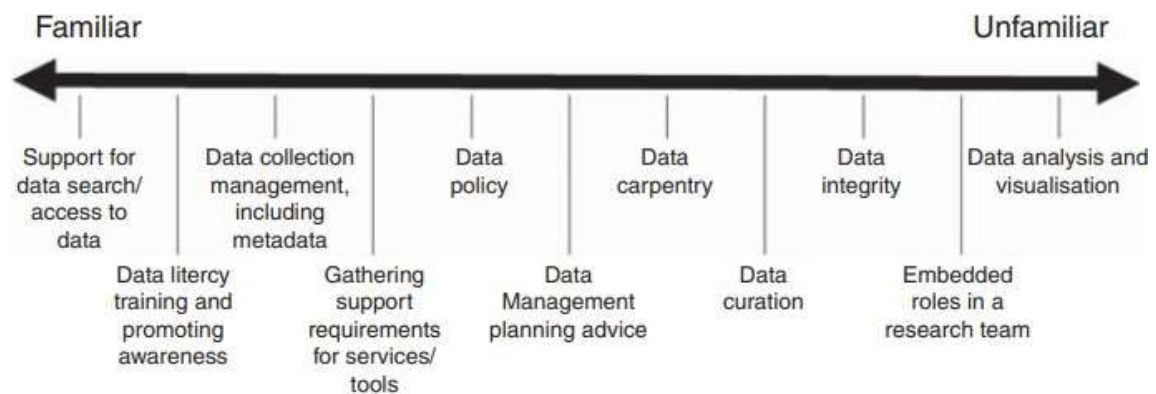 Familiar
Unfamiliar
Support for
data search/
access to
data
Data litercy
training and
promoting
awareness
Data collection
management,
including
metadata
Gathering
support
requirements
for services/
tools
Data
policy
Data
Management
planning advice
Data
carpentry
Data
curation
Data
integrity
Embedded
roles in a
research team
Data analysis and
visualisation